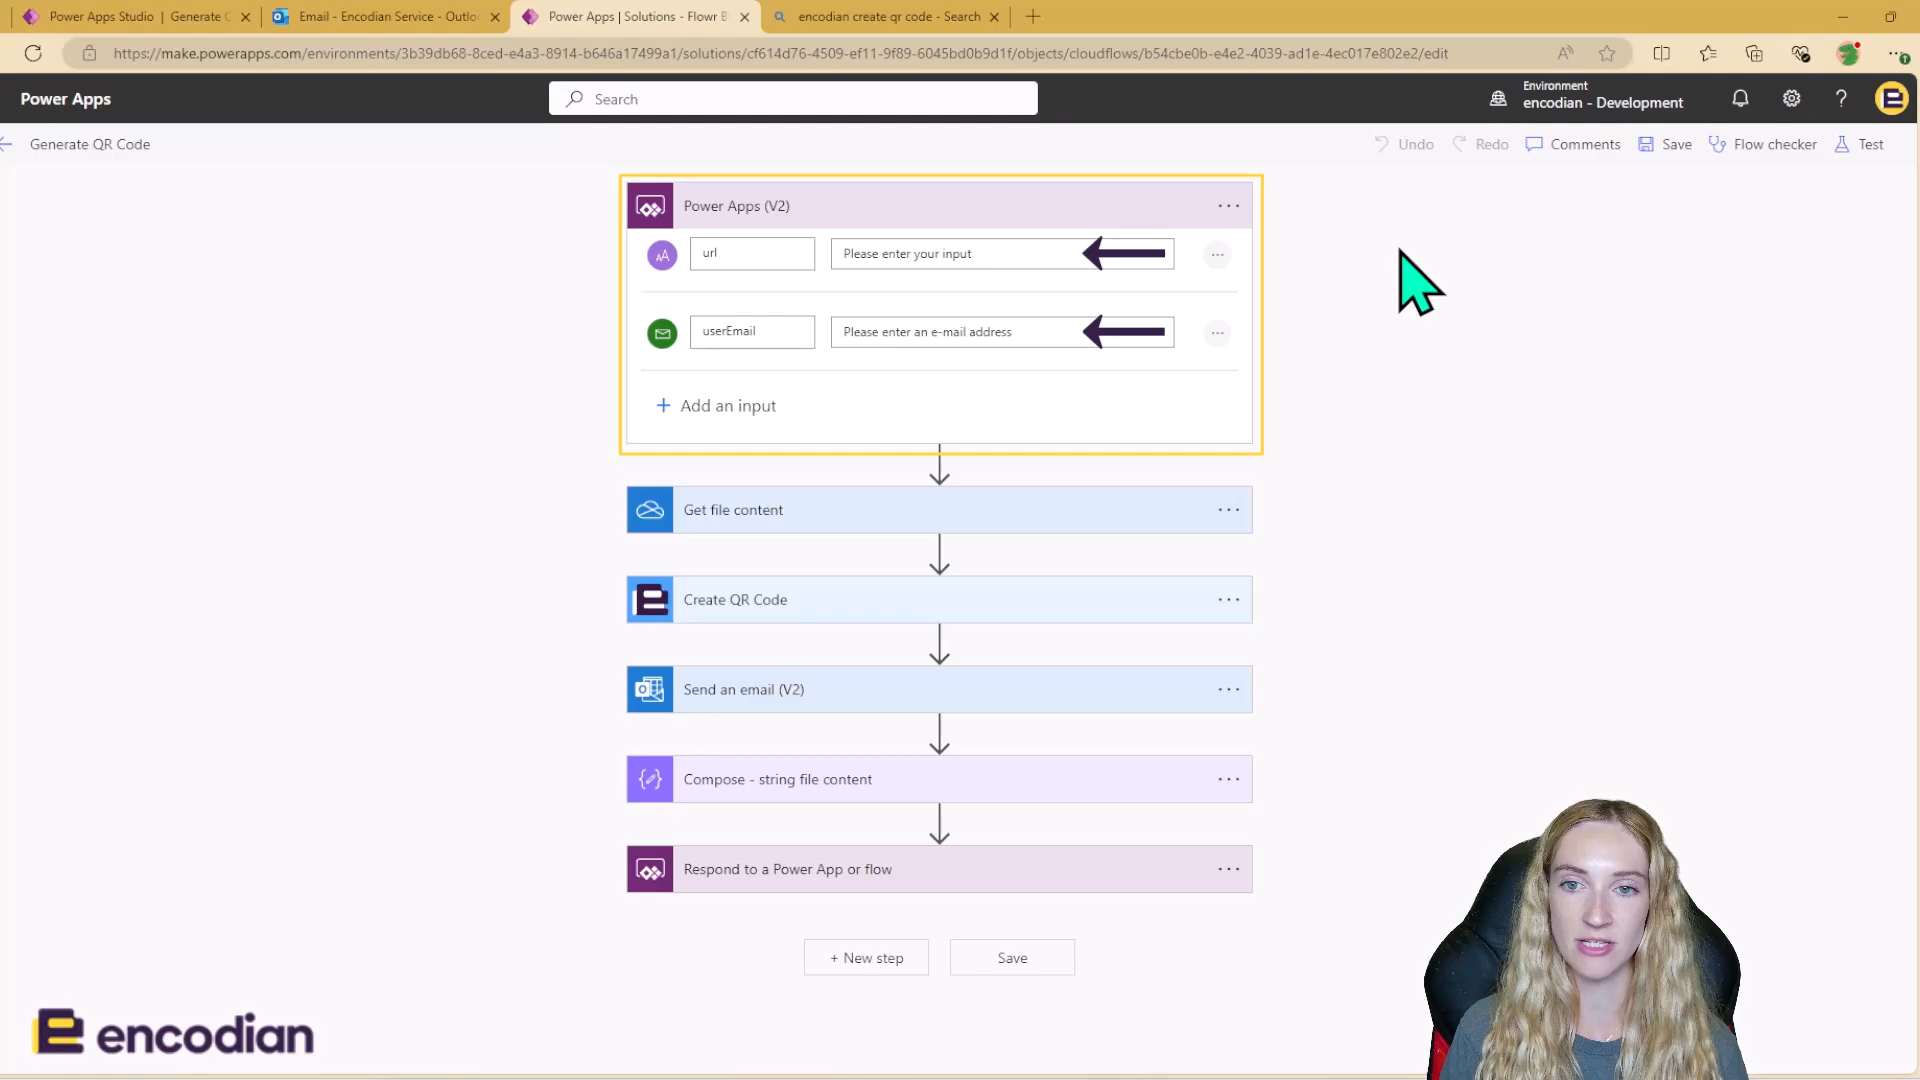 Power Apps Studio | Generate
Email - Encodian Service - Outlo
Power Apps | Solutions - Flowr B
encodian create qr code - Search
https://make.powerapps.com/environments/3b39db68-8ced-e4a3-8914-b646a17499a1/solutions/cf614d76-4509-ef11-9f89-6045bd0b9d1f/objects/cloudflows/b54cbe0b-e4e2-4039-ad1e-4ec017e802e2/edit
Power Apps
Search
Environment
encodian - Development
Generate QR Code
Undo
Redo
Comments
Save
Flow checker
Test
Power Apps (V2)
url
Please enter your input
userEmail
Please enter an e-mail address
+ Add an input
Get file content
Create QR Code
Send an email (V2)
Compose - string file content
Respond to a Power App or flow
+ New step
Save
encodian